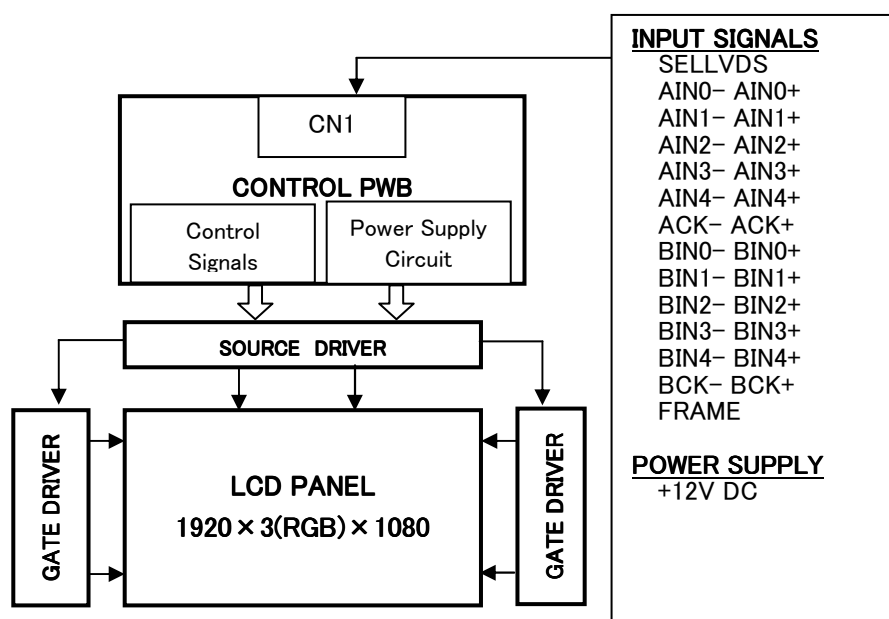 INPUT SIGNALS
SELLVDS
AIN0− AIN0+
AIN1− AIN1+
AIN2− AIN2+
AIN3− AIN3+
AIN4− AIN4+
ACK− ACK+
BIN0− BIN0+
BIN1− BIN1+
BIN2− BIN2+
BIN3− BIN3+
BIN4− BIN4+
BCK− BCK+
FRAME
POWER SUPPLY
+12V DC
CN1
CONTROL PWB
Control
Signals
Power Supply
Circuit
SOURCE DRIVER
GATE DRIVER
LCD PANEL
1920×3(RGB)×1080
GATE DRIVER